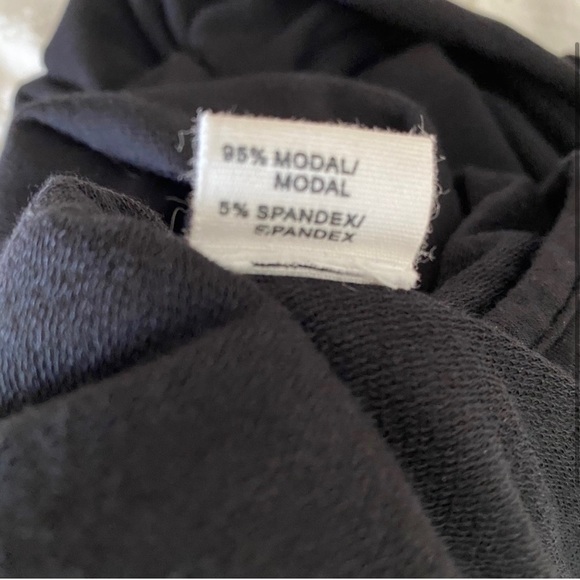 95% MODAL/
MODAL
5% SPANDEX/
SPANDEX